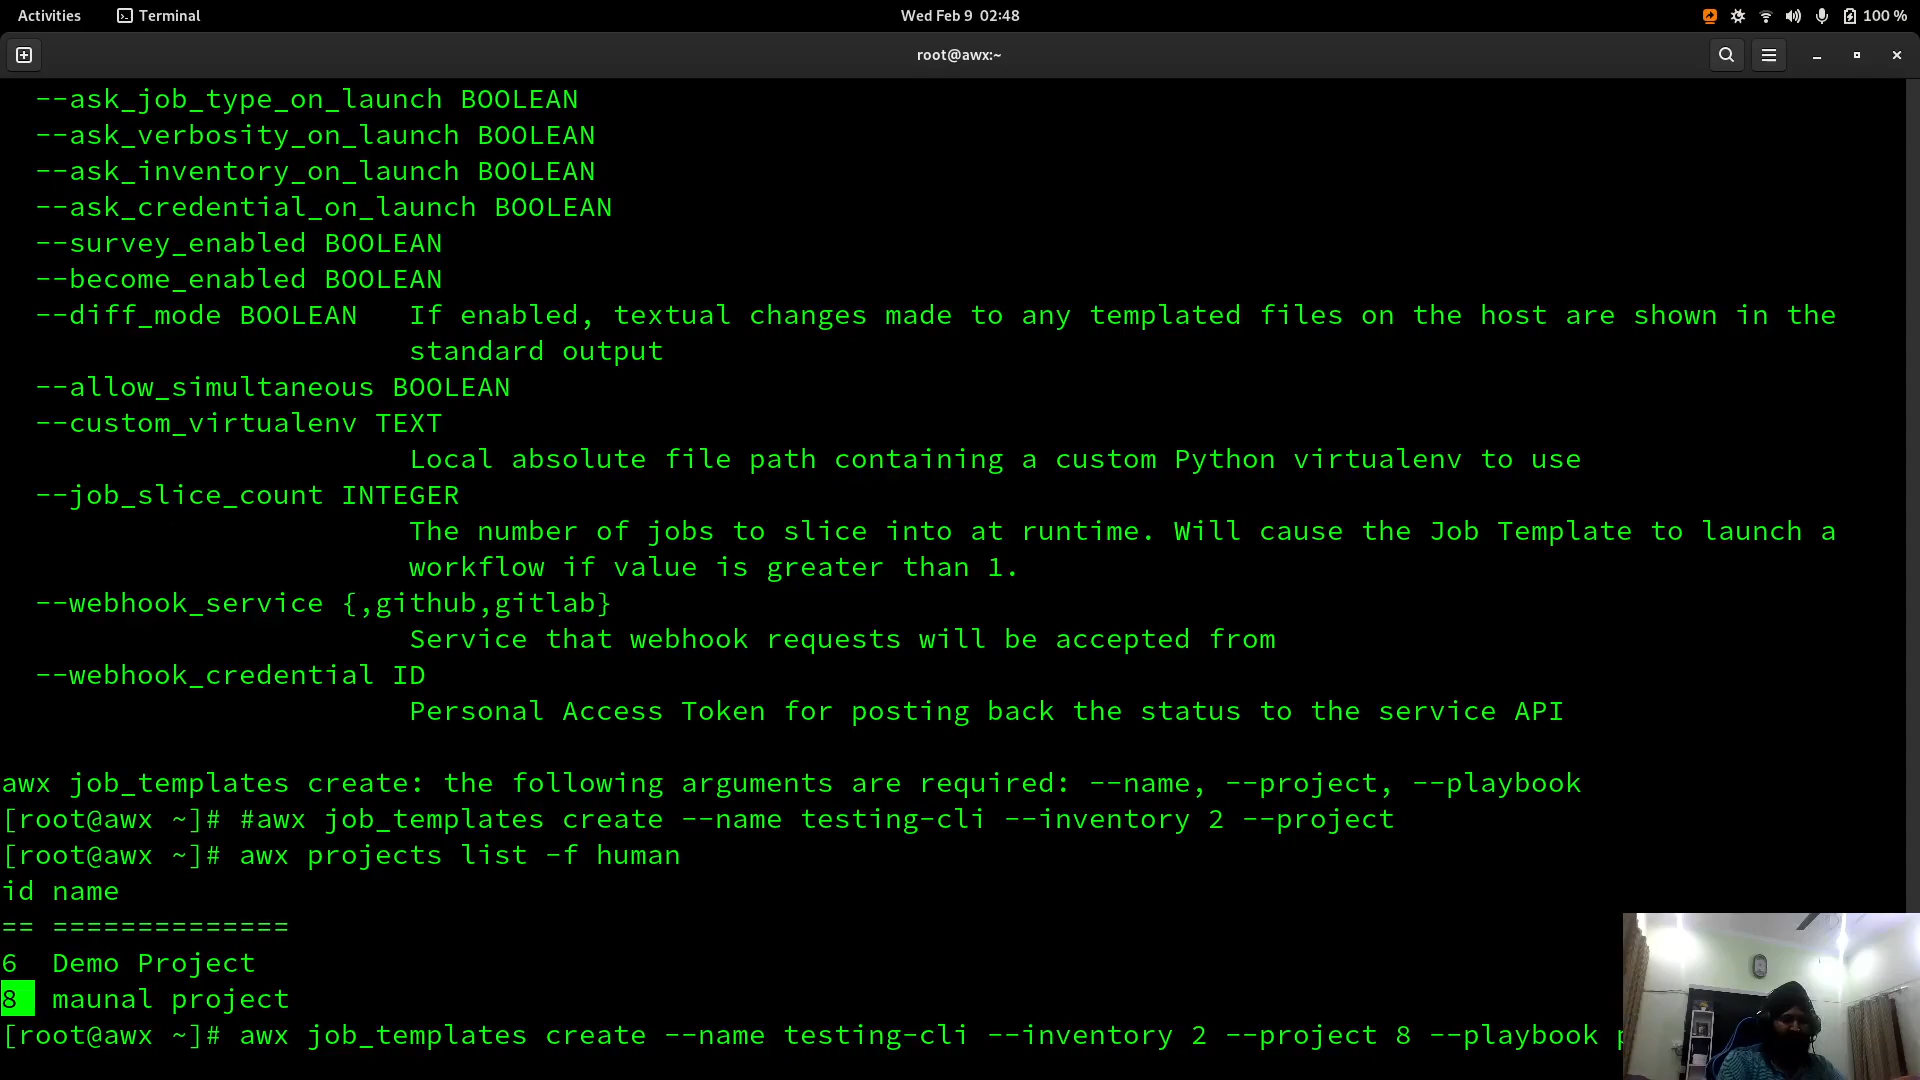 Activities Terminal Wed Feb 9 02:48 100 %
root@awx:~
--ask_job_type_on_launch BOOLEAN
--ask_verbosity_on_launch BOOLEAN
--ask_inventory_on_launch BOOLEAN
--ask_credential_on_launch BOOLEAN
--survey_enabled BOOLEAN
--become_enabled BOOLEAN
--diff_mode BOOLEAN If enabled, textual changes made to any templated files on the host are shown in the
standard output
--allow_simultaneous BOOLEAN
--custom_virtualenv TEXT
Local absolute file path containing a custom Python virtualenv to use
--job_slice_count INTEGER
The number of jobs to slice into at runtime. Will cause the Job Template to launch a
workflow if value is greater than 1.
--webhook_service {,github,gitlab}
Service that webhook requests will be accepted from
--webhook_credential ID
Personal Access Token for posting back the status to the service API
awx job_templates create: the following arguments are required: --name, --project, --playbook
[root@awx ~]# #awx job_templates create --name testing-cli --inventory 2 --project
[root@awx ~]# awx projects list -f human
id name
== ==============
6 Demo Project
8 maunal project
[root@awx ~]# awx job_templates create --name testing-cli --inventory 2 --project 8 --playbook